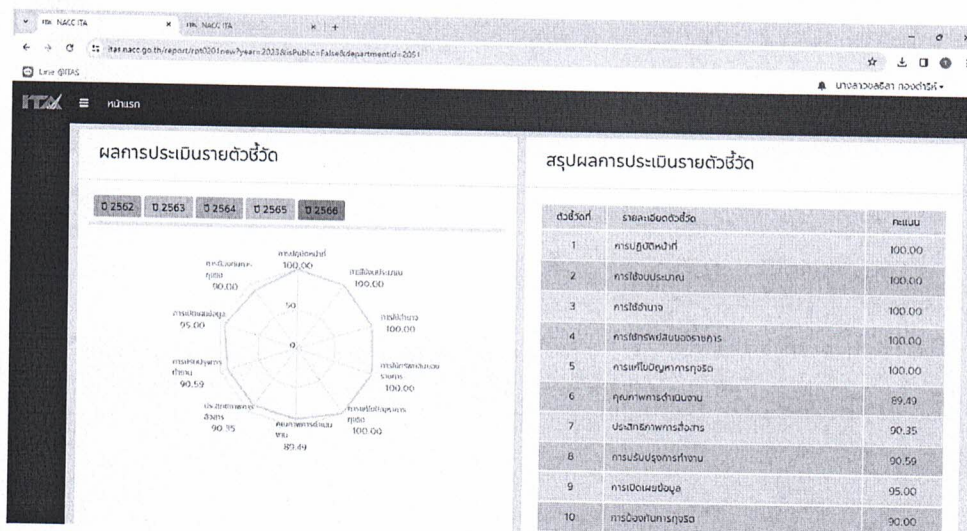 NACC ITA
NACC ITA
itas.nacc.go.th/report/rpt0201new?year=2023&isPublic=False&departmentId=2051
Line @ITAS
ITA
หน้าแรก
ผลการประเมินรายตัวชี้วัด
ปี 2562 ปี 2563 ปี 2564 ปี 2565 ปี 2566
การปฏิบัติหน้าที่
100.00
การใช้งบประมาณ
100.00
การใช้อำนาจ
100.00
การใช้ทรัพย์สินของ
ราชการ
100.00
การแก้ไขปัญหาการ
ทุจริต
100.00
คุณภาพการดำเนิน
งาน
89.49
ประสิทธิภาพการ
สื่อสาร
90.35
การปรับปรุงการ
ทำงาน
90.59
การเปิดเผยข้อมูล
95.00
การป้องกันการ
ทุจริต
90.00
50
0
สรุปผลการประเมินรายตัวชี้วัด
ตัวชี้วัดที่ รายละเอียดตัวชี้วัด คะแนน
1 การปฏิบัติหน้าที่ 100.00
2 การใช้งบประมาณ 100.00
3 การใช้อำนาจ 100.00
4 การใช้ทรัพย์สินของราชการ 100.00
5 การแก้ไขปัญหาการทุจริต 100.00
6 คุณภาพการดำเนินงาน 89.49
7 ประสิทธิภาพการสื่อสาร 90.35
8 การปรับปรุงการทำงาน 90.59
9 การเปิดเผยข้อมูล 95.00
10 การป้องกันการทุจริต 90.00